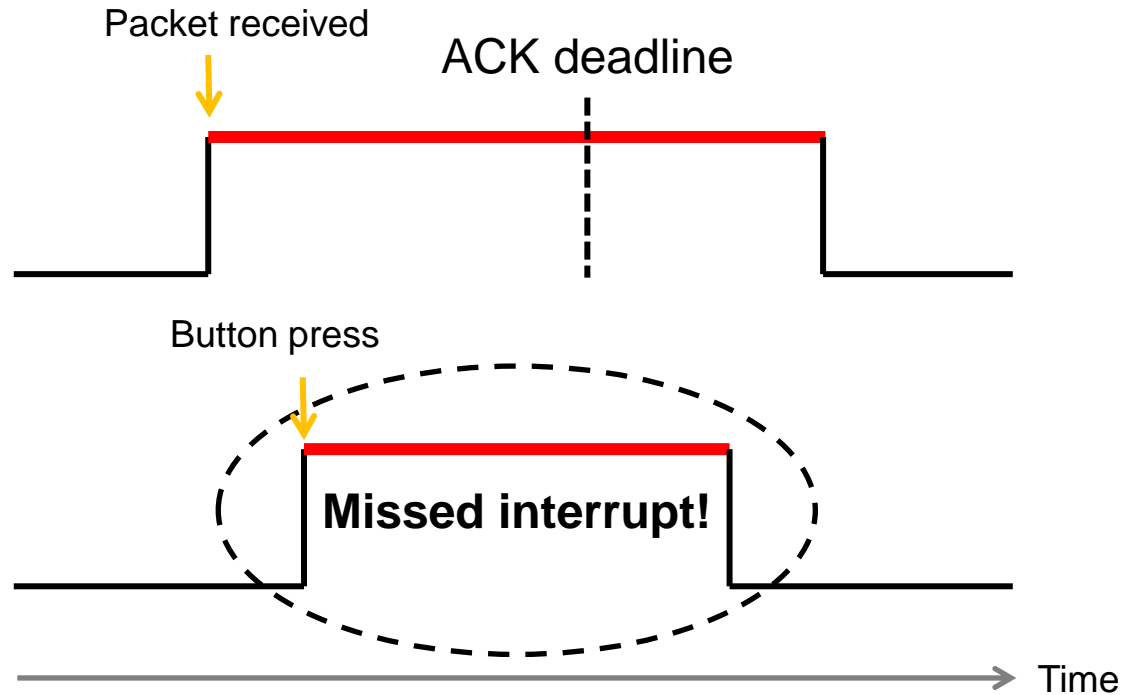 Packet received
ACK deadline
Button press
Missed interrupt!
Time